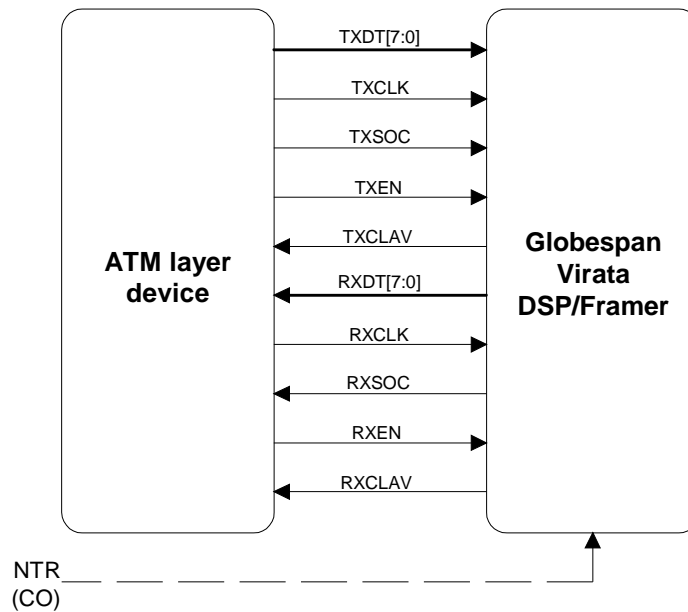 TXDT[7:0]
TXCLK
TXSOC
TXEN
TXCLAV
RXDT[7:0]
RXCLK
RXSOC
RXEN
RXCLAV
ATM layer
device
Globespan
Virata
DSP/Framer
NTR
(CO)